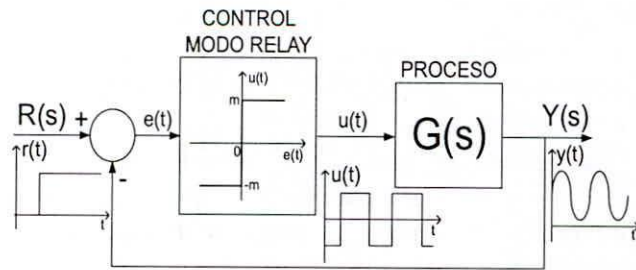 CONTROL
MODO RELAY
PROCESO
R(s) +
e(t)
u(t)
m
0
e(t)
-m
u(t)
G(s)
Y(s)
r(t)
t
-
u(t)
t
y(t)
t